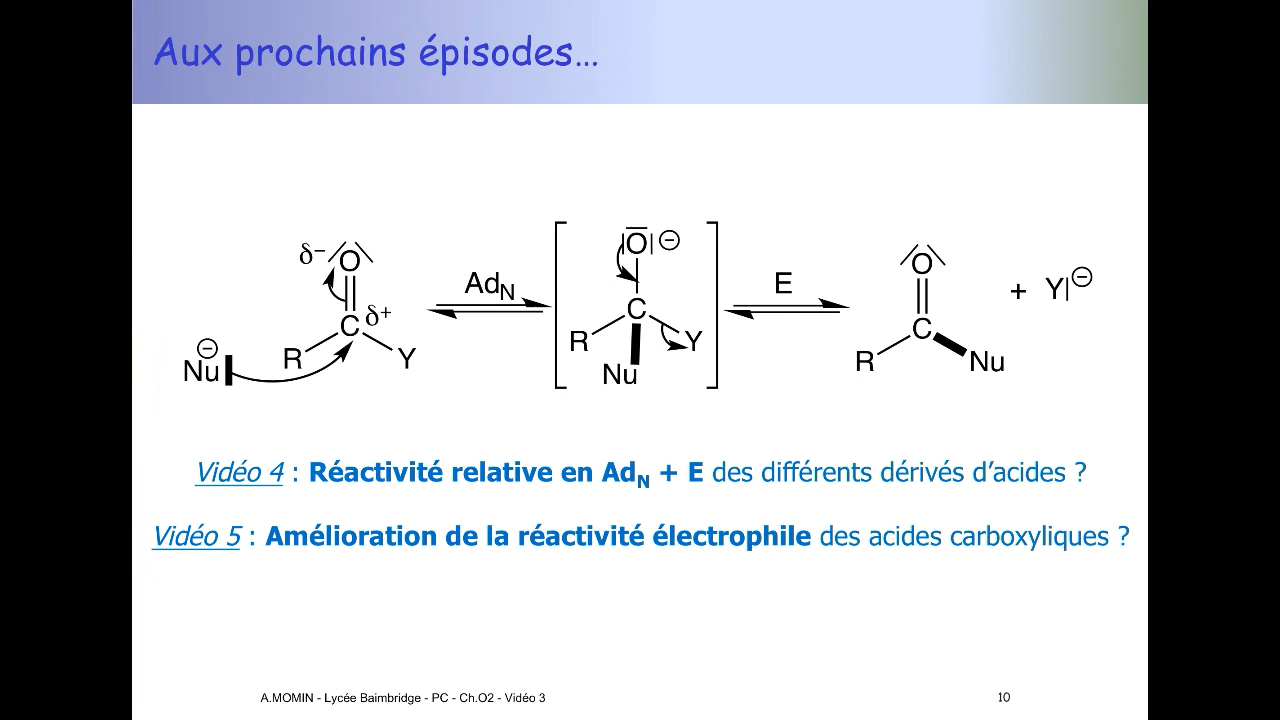 Aux prochains épisodes...
δ– O δ+ C R Y Nu ⊖
AdN
|O| ⊖ C R Y Nu
E
O C R Nu + Y| ⊖
Vidéo 4 : Réactivité relative en AdN + E des différents dérivés d’acides ?
Vidéo 5 : Amélioration de la réactivité électrophile des acides carboxyliques ?
A.MOMIN - Lycée Baimbridge - PC - Ch.O2 - Vidéo 3
10